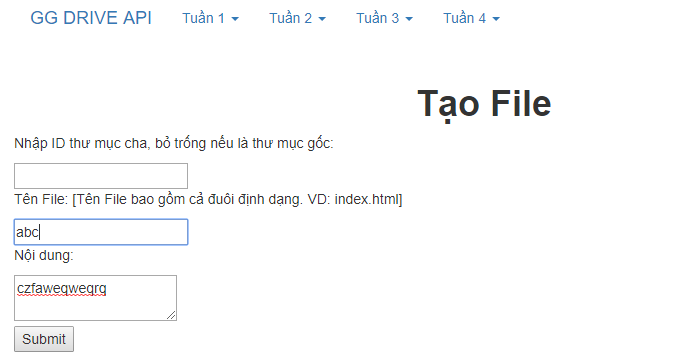 GG DRIVE API Tuần 1 Tuần 2 Tuần 3 Tuần 4
Tạo File
Nhập ID thư mục cha, bỏ trống nếu là thư mục gốc:
Tên File: [Tên File bao gồm cả đuôi định dạng. VD: index.html]
abc
Nội dung:
czfaweqweqrq
Submit